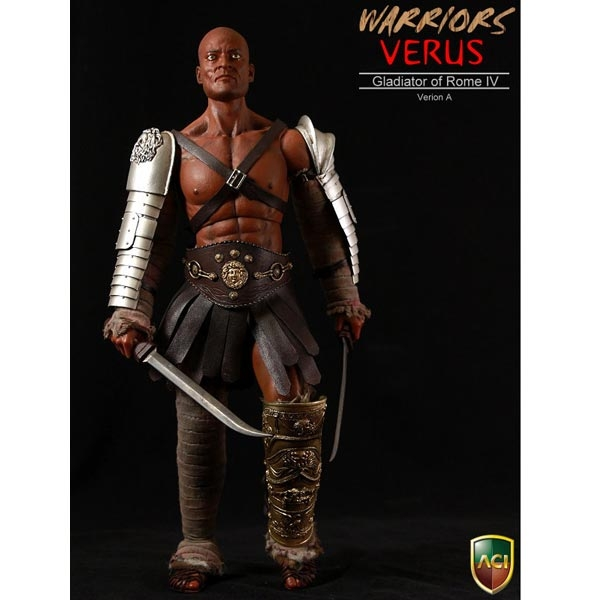 WARRIORS
VERUS
Gladiator of Rome IV
Verion A
ACI